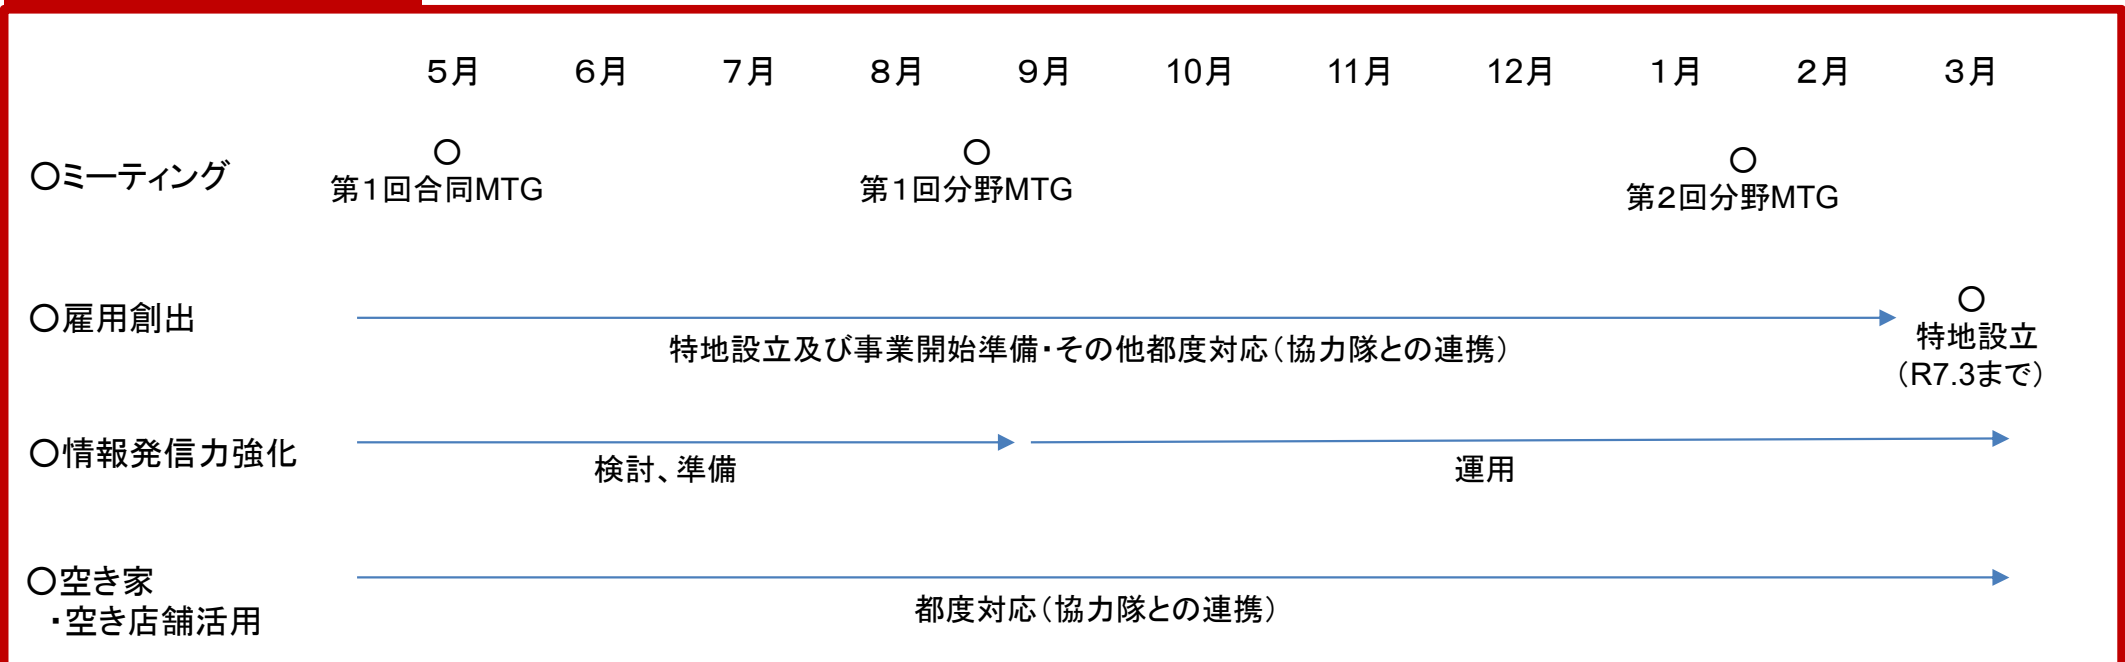 ５月 ６月 ７月 ８月 ９月 10月 11月 12月 １月 ２月 ３月
○ミーティング
○ ○ ○
第１回合同MTG 第１回分野MTG 第２回分野MTG
○雇用創出
特地設立及び事業開始準備・その他都度対応（協力隊との連携）
○
特地設立
（R7.3まで）
○情報発信力強化
検討、準備 運用
○空き家
・空き店舗活用
都度対応（協力隊との連携）